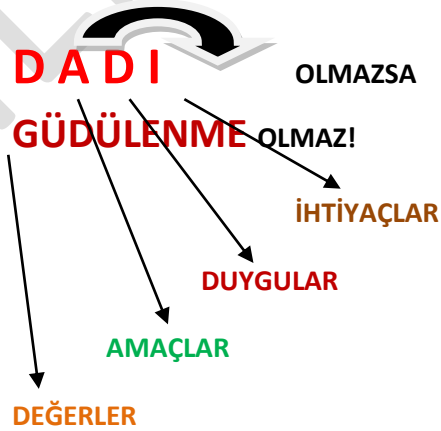 D A D I OLMAZSA
GÜDÜLENME OLMAZ!
İHTİYAÇLAR
DUYGULAR
AMAÇLAR
DEĞERLER